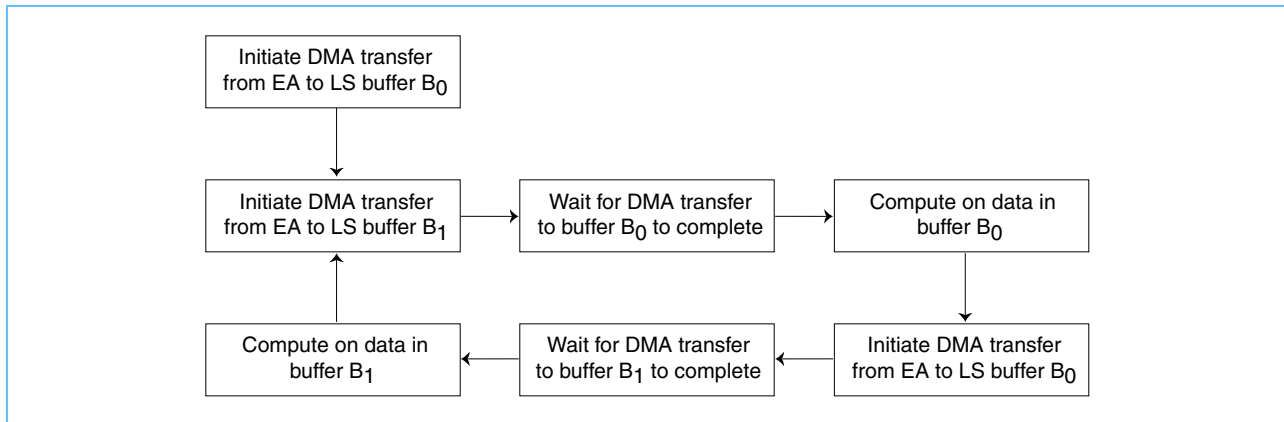 Initiate DMA transfer
from EA to LS buffer B0
Initiate DMA transfer
from EA to LS buffer B1
Wait for DMA transfer
to buffer B0 to complete
Compute on data in
buffer B0
Compute on data in
buffer B1
Wait for DMA transfer
to buffer B1 to complete
Initiate DMA transfer
from EA to LS buffer B0